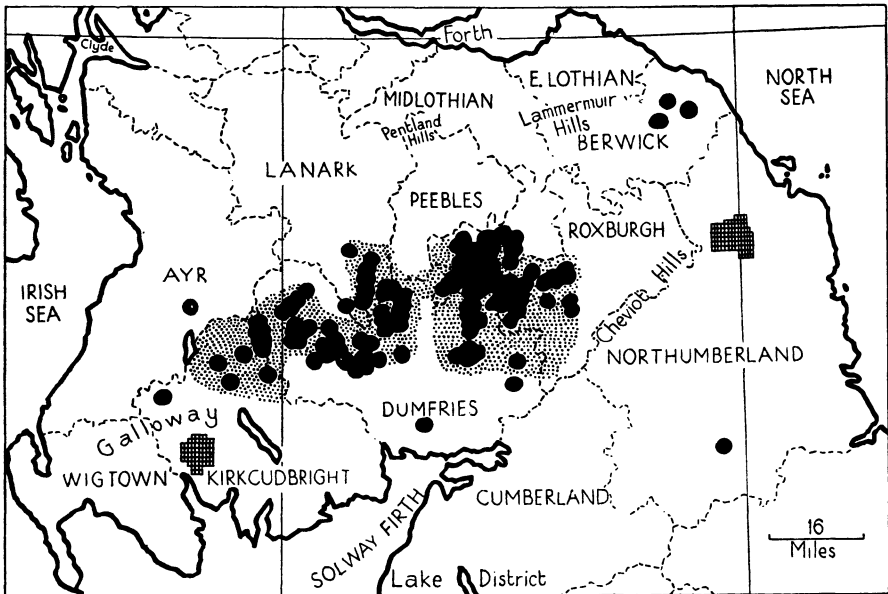 Forth
Clyde
E. LOTHIAN
NORTH
SEA
MIDLOTHIAN
Lammermuir
Hills
Pentland
Hills
BERWICK
LANARK
PEEBLES
ROXBURGH
AYR
Cheviot Hills
IRISH
SEA
NORTHUMBERLAND
DUMFRIES
Galloway
WIGTOWN
KIRKCUDBRIGHT
CUMBERLAND
SOLWAY FIRTH
16
Miles
Lake District